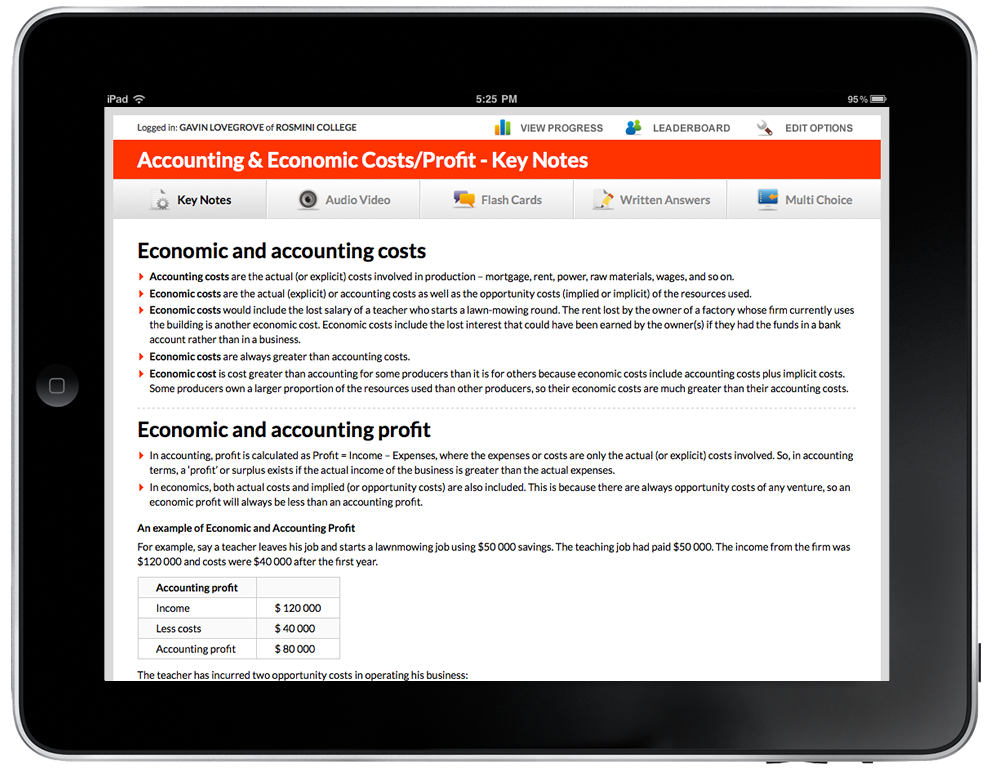 iPad 5:25 PM 95%
Logged in: GAVIN LOVEGROVE of ROSMINI COLLEGE VIEW PROGRESS LEADERBOARD EDIT OPTIONS
Accounting & Economic Costs/Profit - Key Notes
Key Notes Audio Video Flash Cards Written Answers Multi Choice
Economic and accounting costs
Accounting costs are the actual (or explicit) costs involved in production – mortgage, rent, power, raw materials, wages, and so on.
Economic costs are the actual (explicit) or accounting costs as well as the opportunity costs (implied or implicit) of the resources used.
Economic costs would include the lost salary of a teacher who starts a lawn-mowing round. The rent lost by the owner of a factory whose firm currently uses
the building is another economic cost. Economic costs include the lost interest that could have been earned by the owner(s) if they had the funds in a bank
account rather than in a business.
Economic costs are always greater than accounting costs.
Economic cost is cost greater than accounting for some producers than it is for others because economic costs include accounting costs plus implicit costs.
Some producers own a larger proportion of the resources used than other producers, so their economic costs are much greater than their accounting costs.
Economic and accounting profit
In accounting, profit is calculated as Profit = Income – Expenses, where the expenses or costs are only the actual (or explicit) costs involved. So, in accounting
terms, a 'profit' or surplus exists if the actual income of the business is greater than the actual expenses.
In economics, both actual costs and implied (or opportunity costs) are also included. This is because there are always opportunity costs of any venture, so an
economic profit will always be less than an accounting profit.
An example of Economic and Accounting Profit
For example, say a teacher leaves his job and starts a lawnmowing job using $50 000 savings. The teaching job had paid $50 000. The income from the firm was
$120 000 and costs were $40 000 after the first year.
Accounting profit
Income $ 120 000
Less costs $ 40 000
Accounting profit $ 80 000
The teacher has incurred two opportunity costs in operating his business: